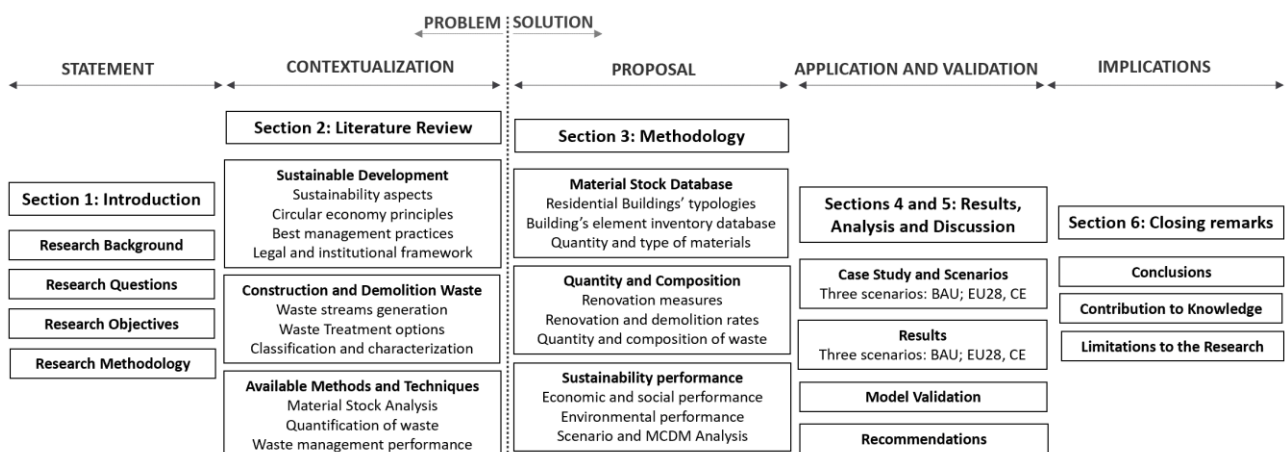 PROBLEM
SOLUTION
STATEMENT
CONTEXTUALIZATION
PROPOSAL
APPLICATION AND VALIDATION
IMPLICATIONS
Section 1: Introduction
Research Background
Research Questions
Research Objectives
Research Methodology
Section 2: Literature Review
Sustainable Development
Sustainability aspects
Circular economy principles
Best management practices
Legal and institutional framework
Construction and Demolition Waste
Waste streams generation
Waste Treatment options
Classification and characterization
Available Methods and Techniques
Material Stock Analysis
Quantification of waste
Waste management performance
Section 3: Methodology
Material Stock Database
Residential Buildings’ typologies
Building’s element inventory database
Quantity and type of materials
Quantity and Composition
Renovation measures
Renovation and demolition rates
Quantity and composition of waste
Sustainability performance
Economic and social performance
Environmental performance
Scenario and MCDM Analysis
Sections 4 and 5: Results,
Analysis and Discussion
Case Study and Scenarios
Three scenarios: BAU; EU28, CE
Results
Three scenarios: BAU; EU28, CE
Model Validation
Recommendations
Section 6: Closing remarks
Conclusions
Contribution to Knowledge
Limitations to the Research